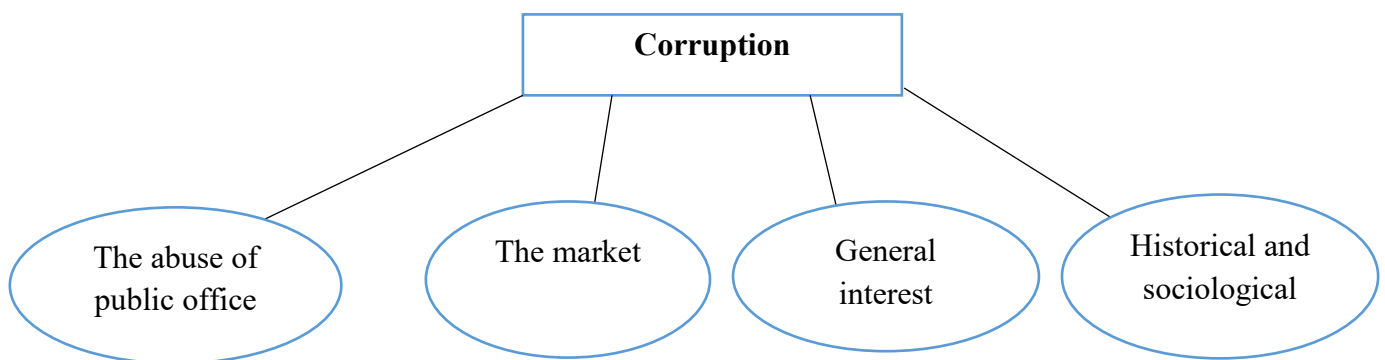 Corruption
The abuse of
public office
The market
General
interest
Historical and
sociological